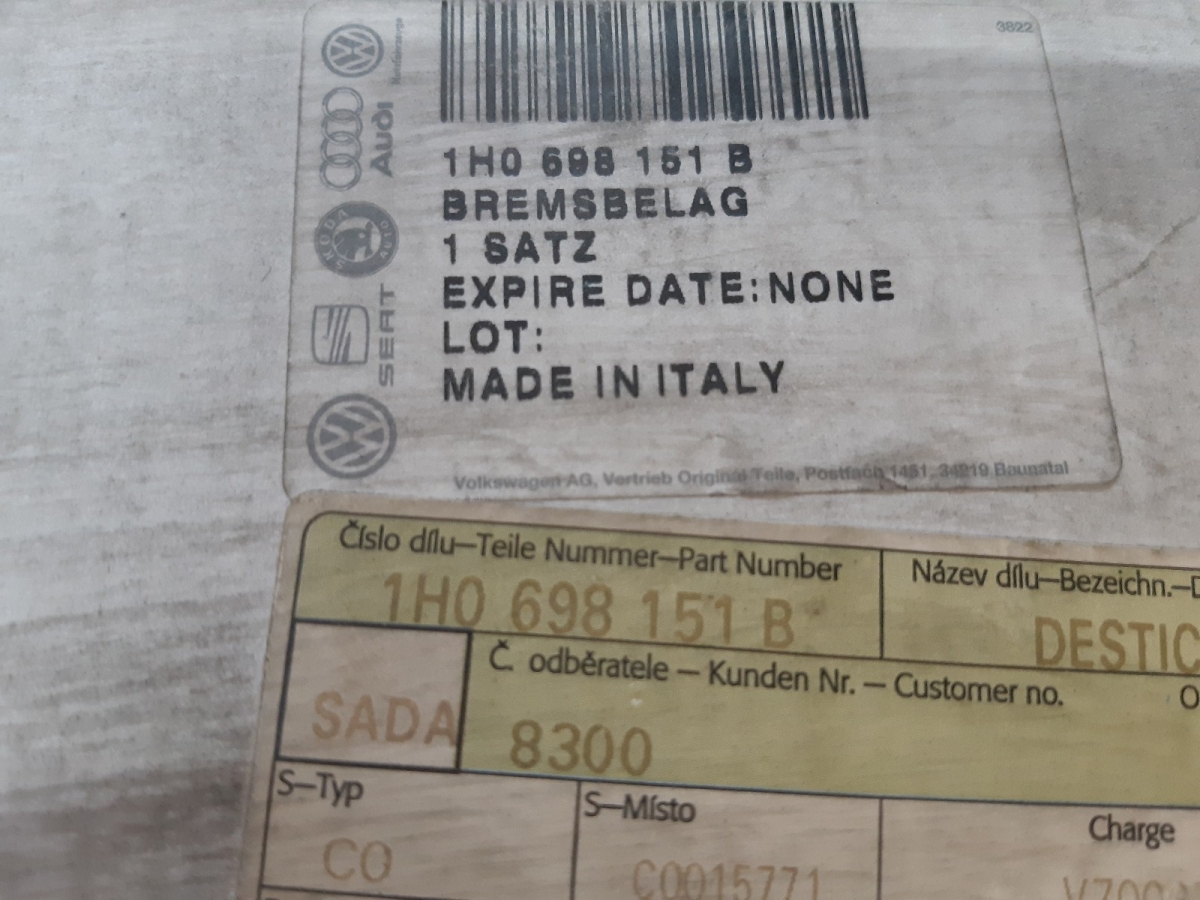 3822
Audi
SKODA
AUTO
SEAT
1H0 698 151 B
BREMSBELAG
1 SATZ
EXPIRE DATE: NONE
LOT:
MADE IN ITALY
Volkswagen AG, Vertrieb Original Teile, Postfach 1451, 34219 Baunatal
Číslo dílu–Teile Nummer–Part Number
Název dílu–Bezeichn.–D
1H0 698 151 B
DESTIC
SADA
Č. odběratele – Kunden Nr. – Customer no.
O
8300
S–Typ
S–Místo
Charge
CO
C0015771